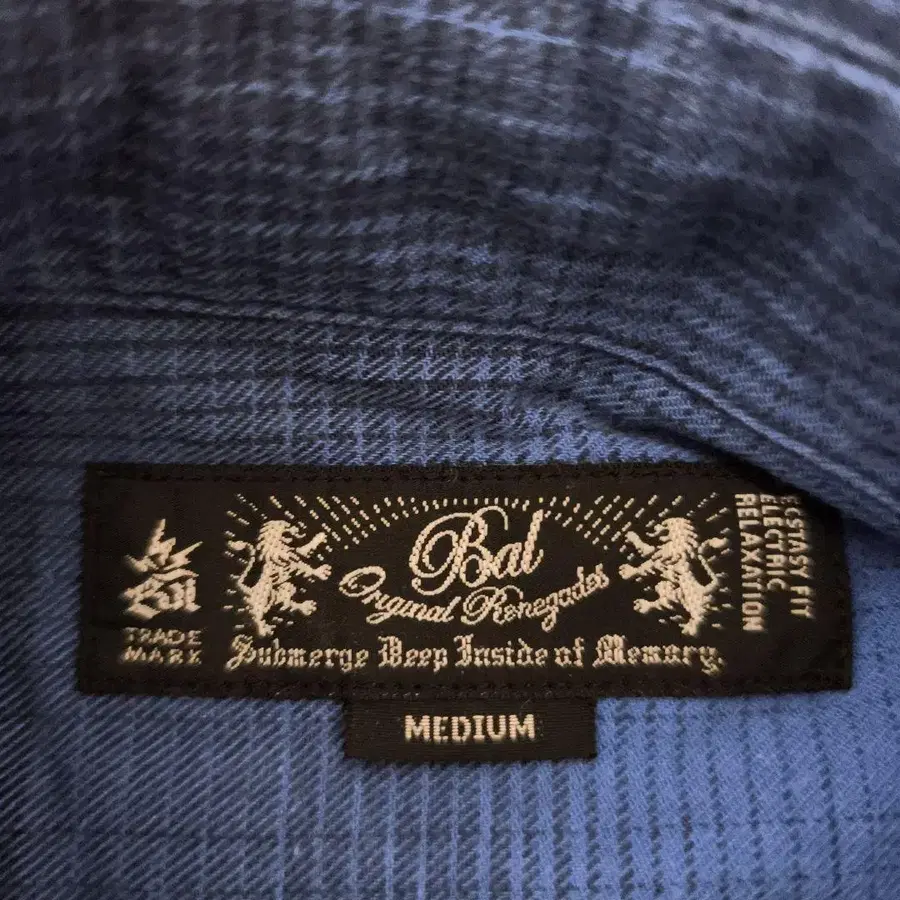 TRADE
MARK
Bal
Original Renegades
Submerge Deep Inside of Memory.
ECSTASY FIT
ELECTRIC
RELAXATION
MEDIUM